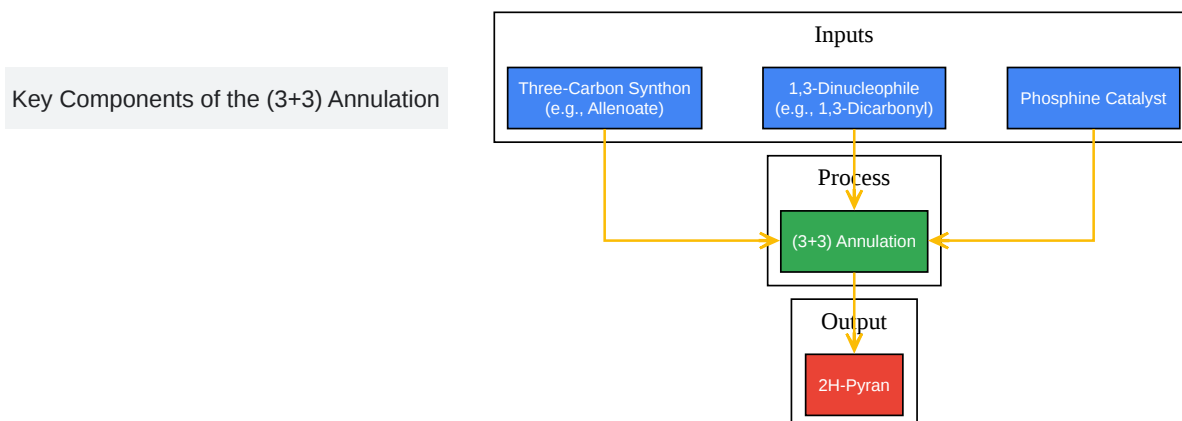 Key Components of the (3+3) Annulation
Inputs
Three-Carbon Synthon
(e.g., Allenoate)
1,3-Dinucleophile
(e.g., 1,3-Dicarbonyl)
Phosphine Catalyst
Process
(3+3) Annulation
Output
2H-Pyran